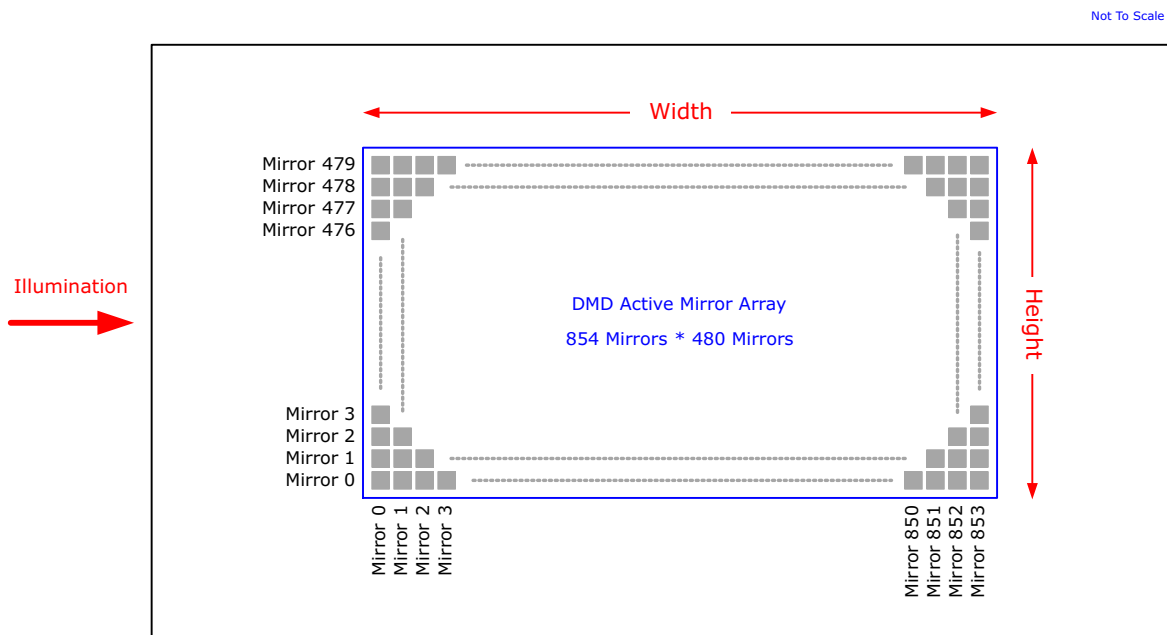 Not To Scale
Width
Mirror 479
Mirror 478
Mirror 477
Mirror 476
Illumination
DMD Active Mirror Array
854 Mirrors * 480 Mirrors
Height
Mirror 3
Mirror 2
Mirror 1
Mirror 0
Mirror 0
Mirror 1
Mirror 2
Mirror 3
Mirror 850
Mirror 851
Mirror 852
Mirror 853